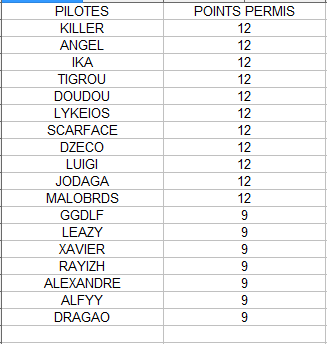 PILOTES POINTS PERMIS
KILLER 12
ANGEL 12
IKA 12
TIGROU 12
DOUDOU 12
LYKEIOS 12
SCARFACE 12
DZECO 12
LUIGI 12
JODAGA 12
MALOBRDS 12
GGDLF 9
LEAZY 9
XAVIER 9
RAYIZH 9
ALEXANDRE 9
ALFYY 9
DRAGAO 9